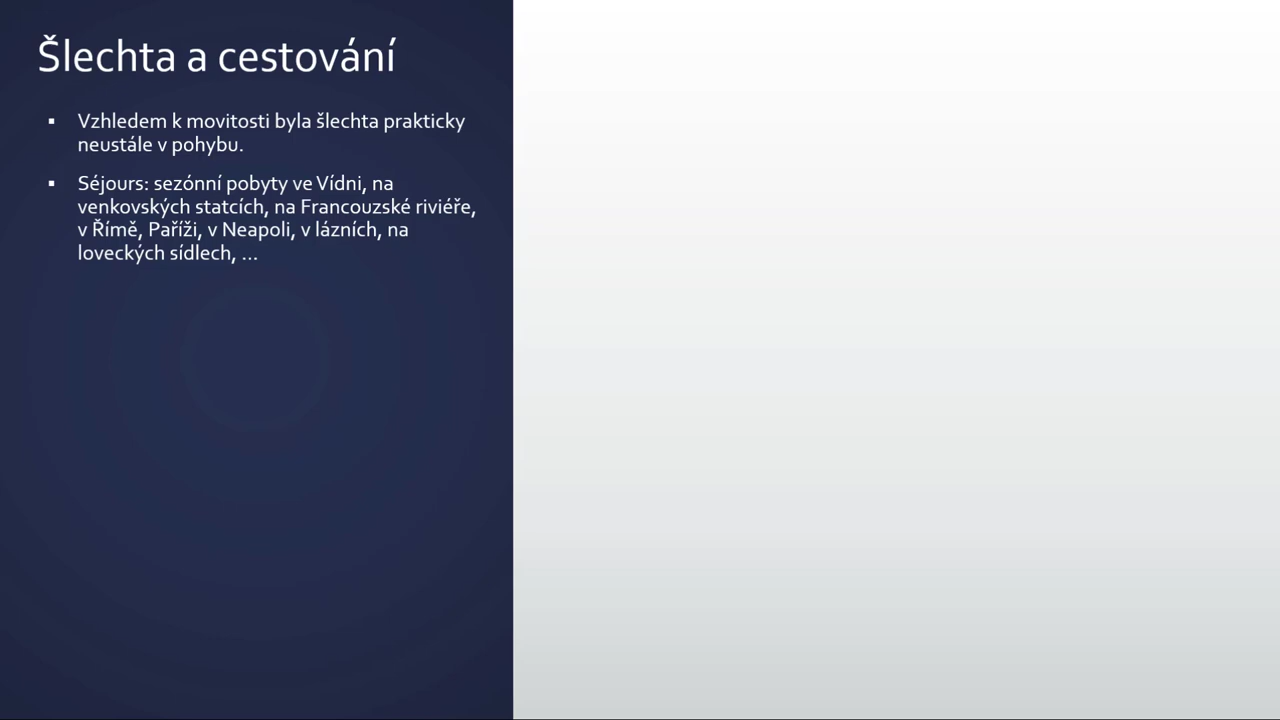 Šlechta a cestování
▪ Vzhledem k movitosti byla šlechta prakticky
neustále v pohybu.
▪ Séjours: sezónní pobyty ve Vídni, na
venkovských statcích, na Francouzské riviéře,
v Římě, Paříži, v Neapoli, v lázních, na
loveckých sídlech, …